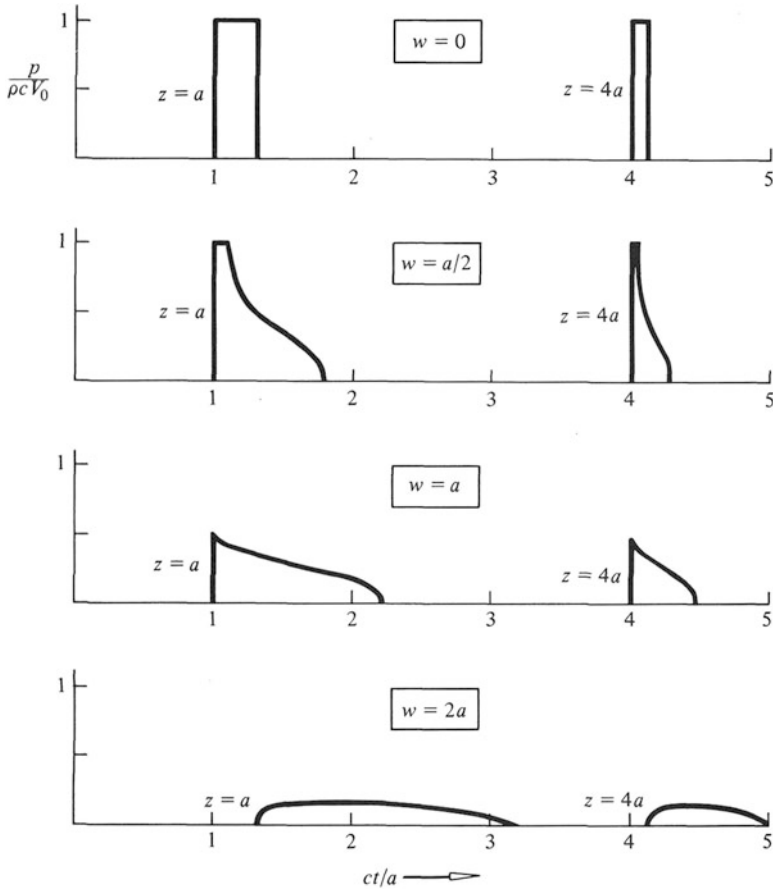 1
w = 0
p
ρcV₀
z = a
z = 4a
1 2 3 4 5
1
w = a/2
z = a
z = 4a
1 2 3 4 5
1
w = a
z = a
z = 4a
1 2 3 4 5
1
w = 2a
z = a
z = 4a
1 2 3 4 5
ct/a